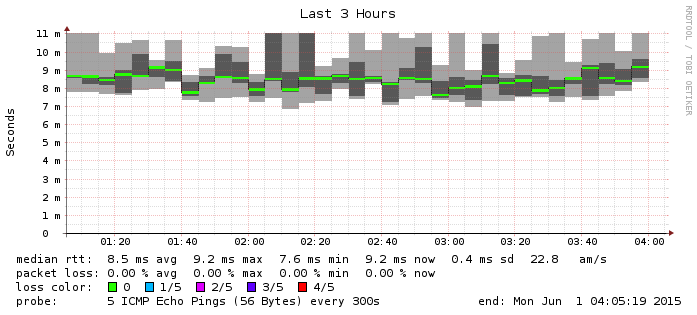 Last 3 Hours
RRDTOOL / TOBI OETIKER
Seconds
11 m
10 m
9 m
8 m
7 m
6 m
5 m
4 m
3 m
2 m
1 m
0
01:20 01:40 02:00 02:20 02:40 03:00 03:20 03:40 04:00
median rtt: 8.5 ms avg 9.2 ms max 7.6 ms min 9.2 ms now 0.4 ms sd 22.8 am/s
packet loss: 0.00 % avg 0.00 % max 0.00 % min 0.00 % now
loss color: 0 1/5 2/5 3/5 4/5
probe: 5 ICMP Echo Pings (56 Bytes) every 300s end: Mon Jun 1 04:05:19 2015